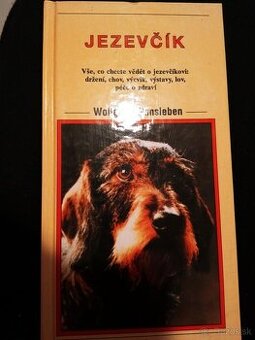 JEZEVČÍK
Vše, co chcete vědět o jezevčíkovi:
držení, chov, výcvik, výstavy, lov,
péče o zdraví